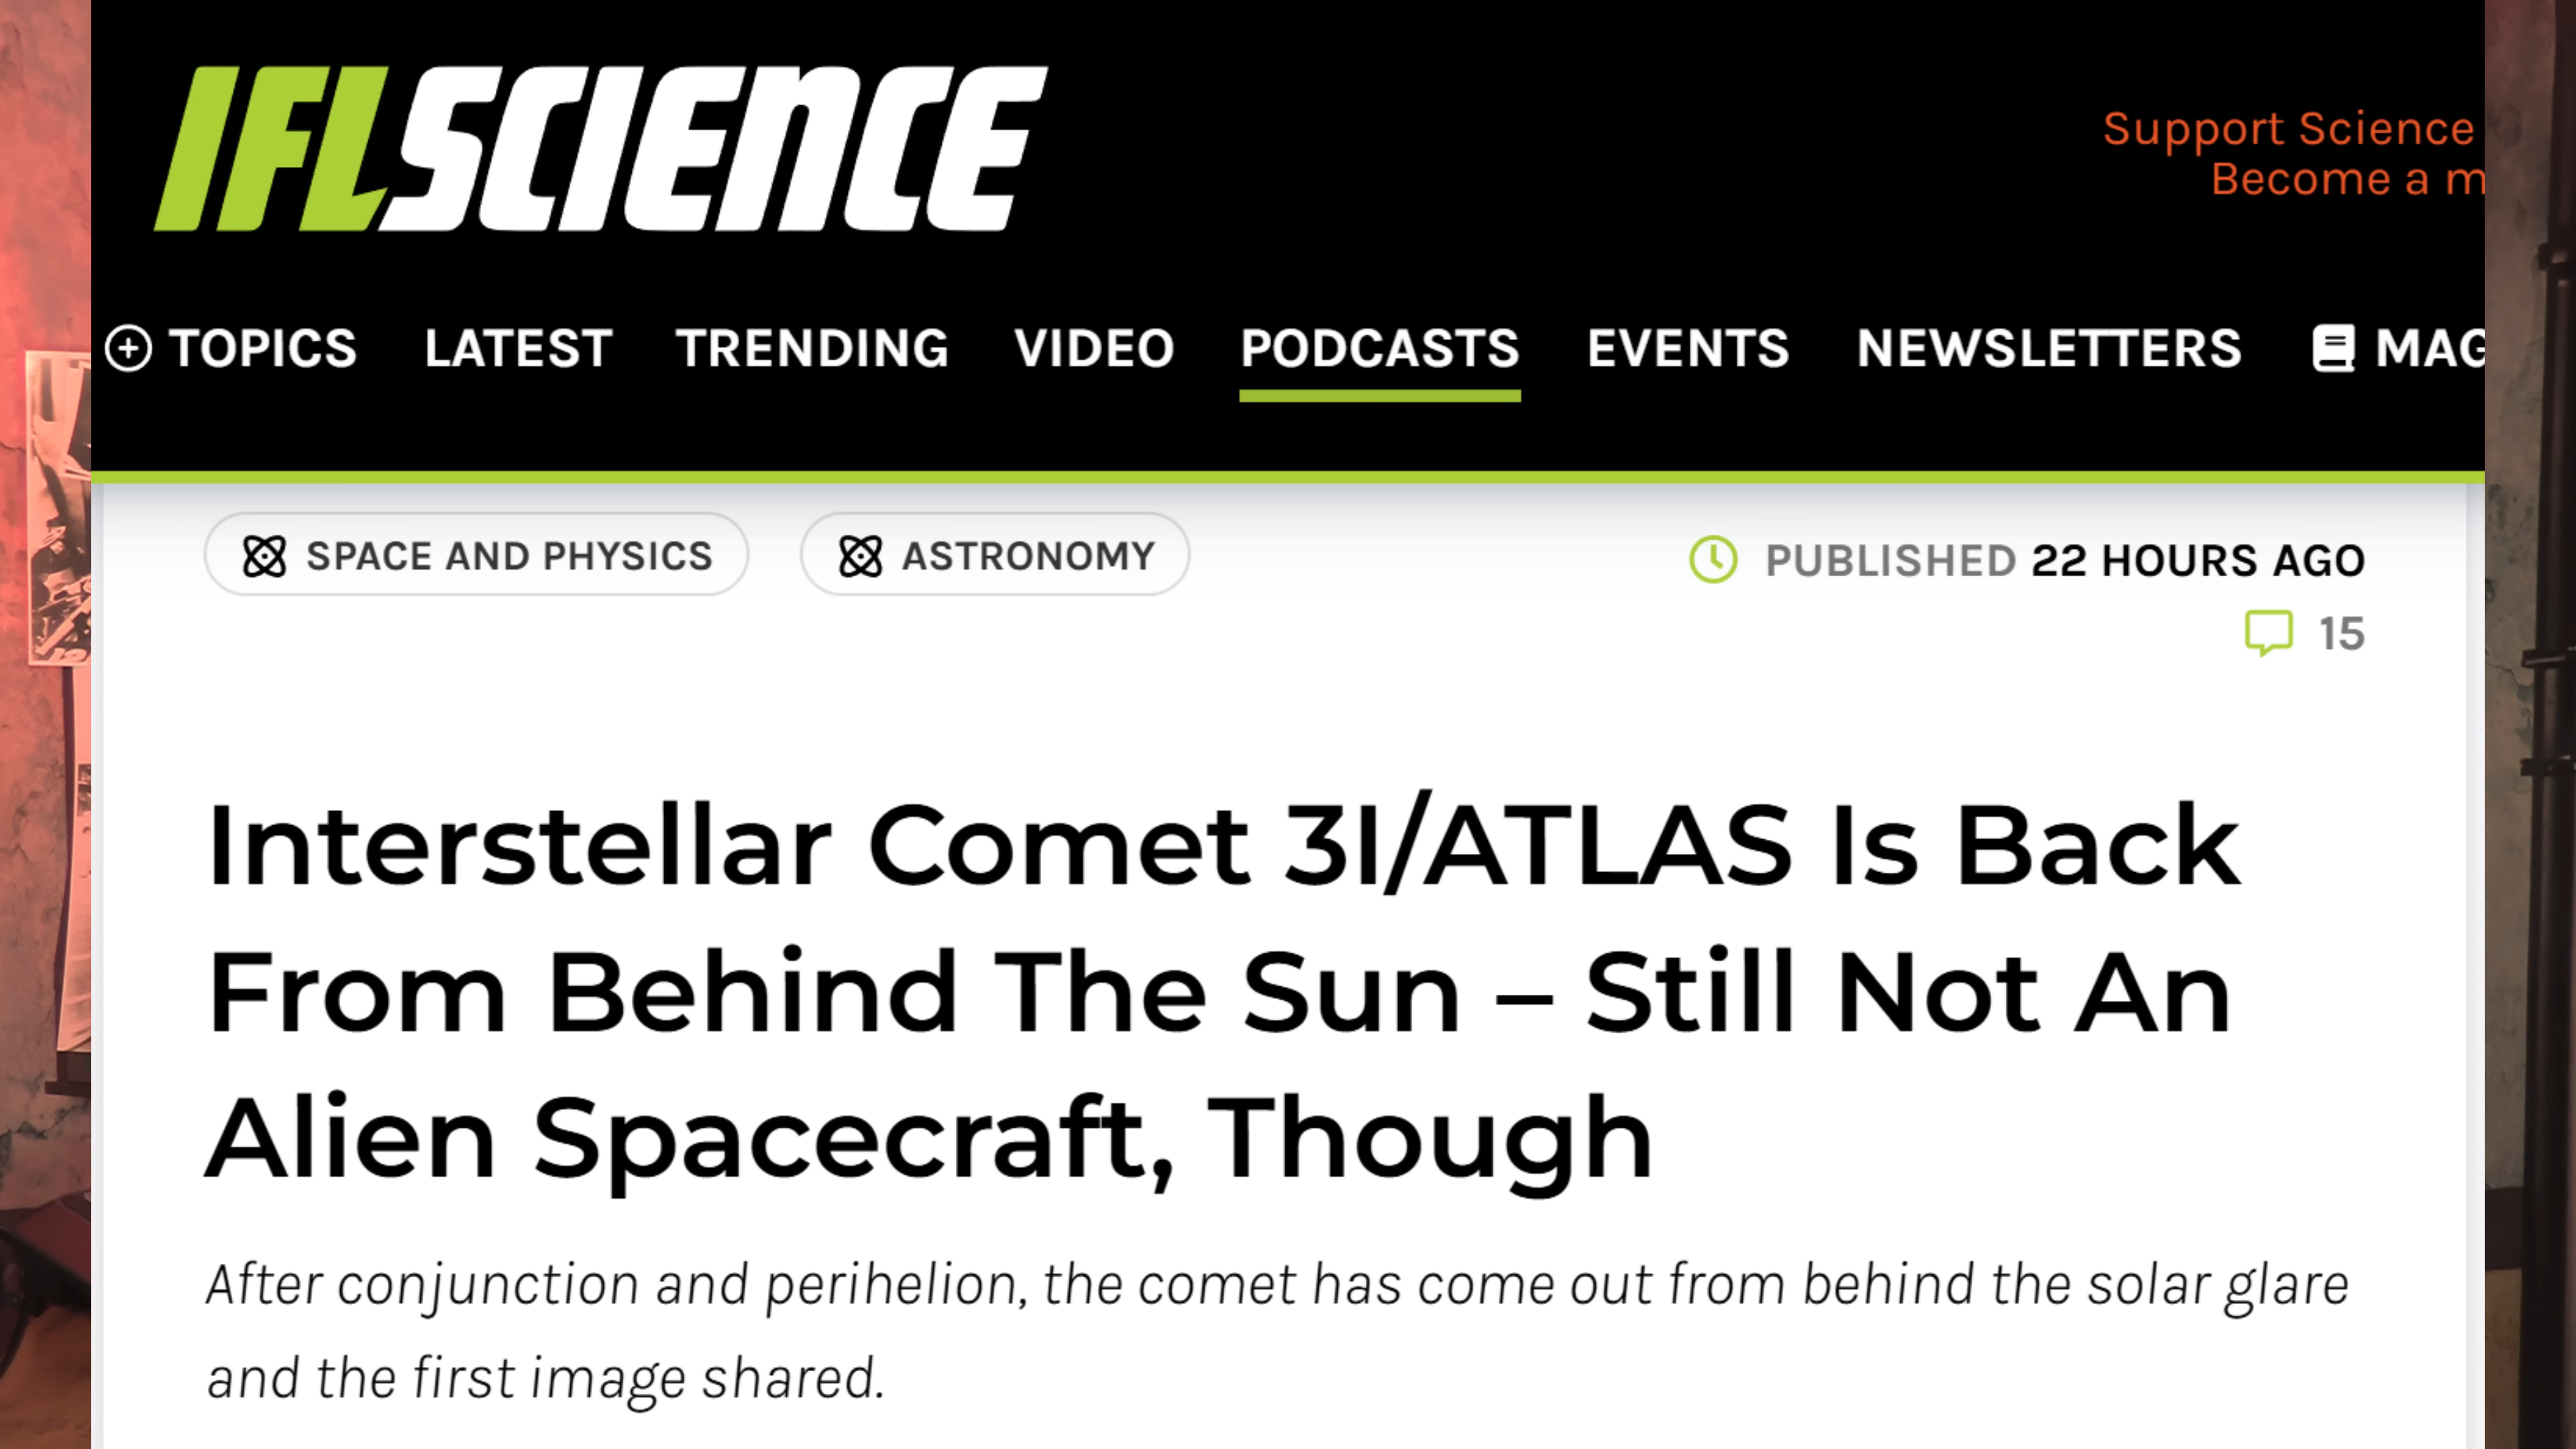 IFLSCIENCE
Support Science
Become a m
TOPICS LATEST TRENDING VIDEO PODCASTS EVENTS NEWSLETTERS MAG
SPACE AND PHYSICS ASTRONOMY PUBLISHED 22 HOURS AGO
15
Interstellar Comet 3I/ATLAS Is Back
From Behind The Sun – Still Not An
Alien Spacecraft, Though
After conjunction and perihelion, the comet has come out from behind the solar glare
and the first image shared.